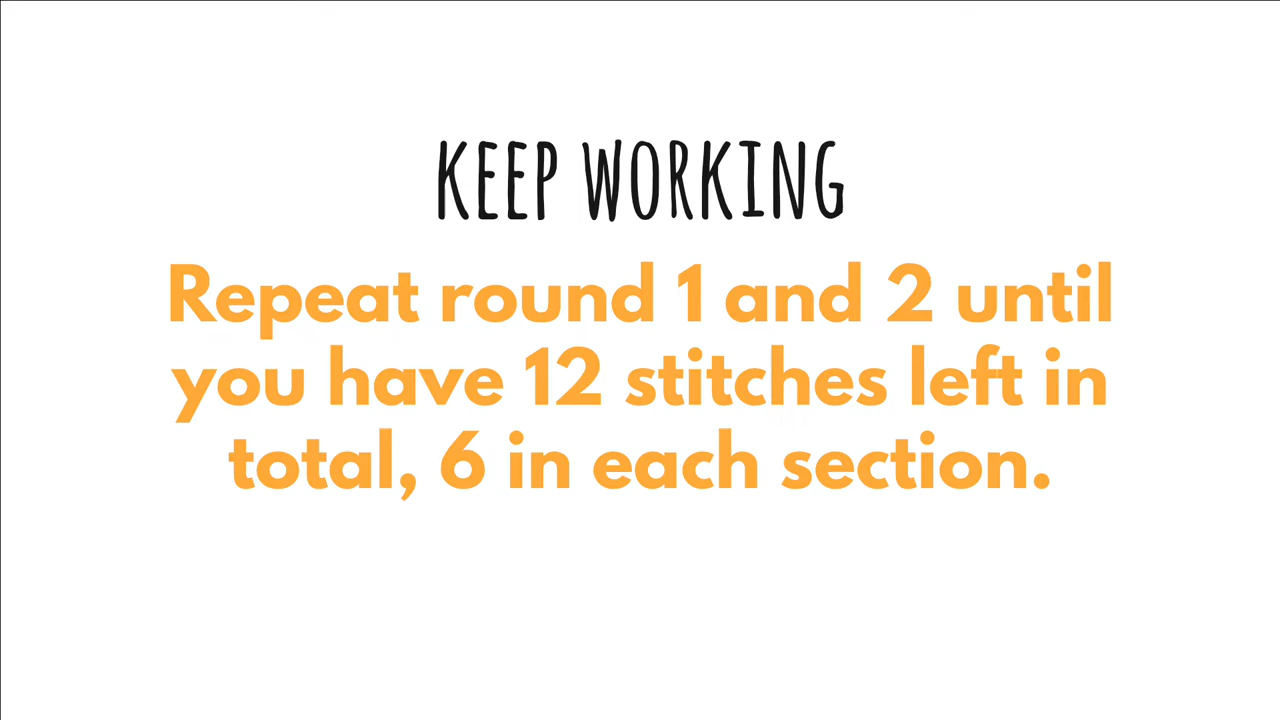 KEEP WORKING
Repeat round 1 and 2 until
you have 12 stitches left in
total, 6 in each section.